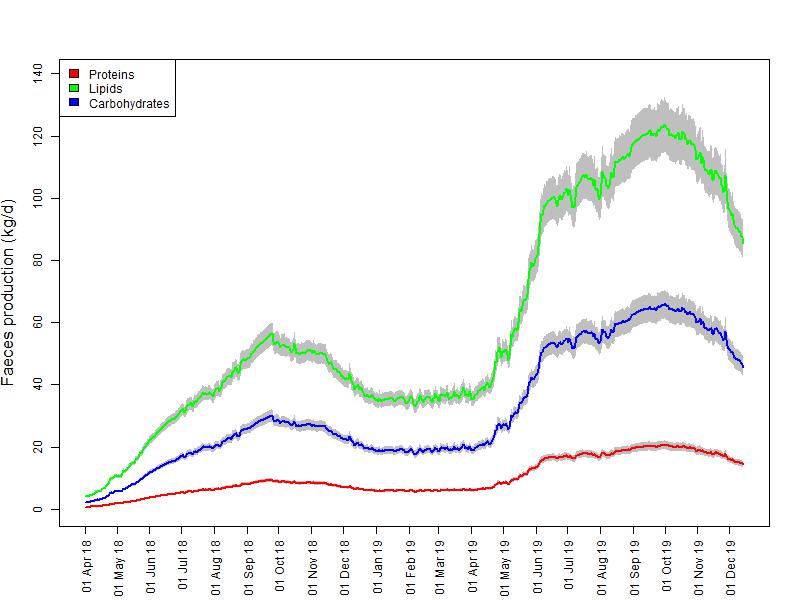 Proteins
Lipids
Carbohydrates
Faeces production (kg/d)
140
120
100
80
60
40
20
0
01 Apr 18
01 May 18
01 Jun 18
01 Jul 18
01 Aug 18
01 Sep 18
01 Oct 18
01 Nov 18
01 Dec 18
01 Jan 19
01 Feb 19
01 Mar 19
01 Apr 19
01 May 19
01 Jun 19
01 Jul 19
01 Aug 19
01 Sep 19
01 Oct 19
01 Nov 19
01 Dec 19